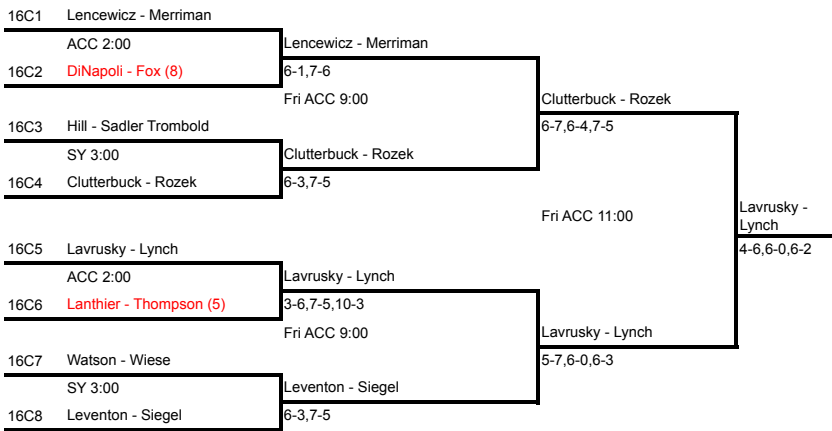 16C1 Lencewicz - Merriman
ACC 2:00 Lencewicz - Merriman
16C2 DiNapoli - Fox (8) 6-1,7-6
Fri ACC 9:00 Clutterbuck - Rozek
16C3 Hill - Sadler Trombold 6-7,6-4,7-5
SY 3:00 Clutterbuck - Rozek
16C4 Clutterbuck - Rozek 6-3,7-5
Fri ACC 11:00 Lavrusky -
Lynch
16C5 Lavrusky - Lynch 4-6,6-0,6-2
ACC 2:00 Lavrusky - Lynch
16C6 Lanthier - Thompson (5) 3-6,7-5,10-3
Fri ACC 9:00 Lavrusky - Lynch
16C7 Watson - Wiese 5-7,6-0,6-3
SY 3:00 Leventon - Siegel
16C8 Leventon - Siegel 6-3,7-5